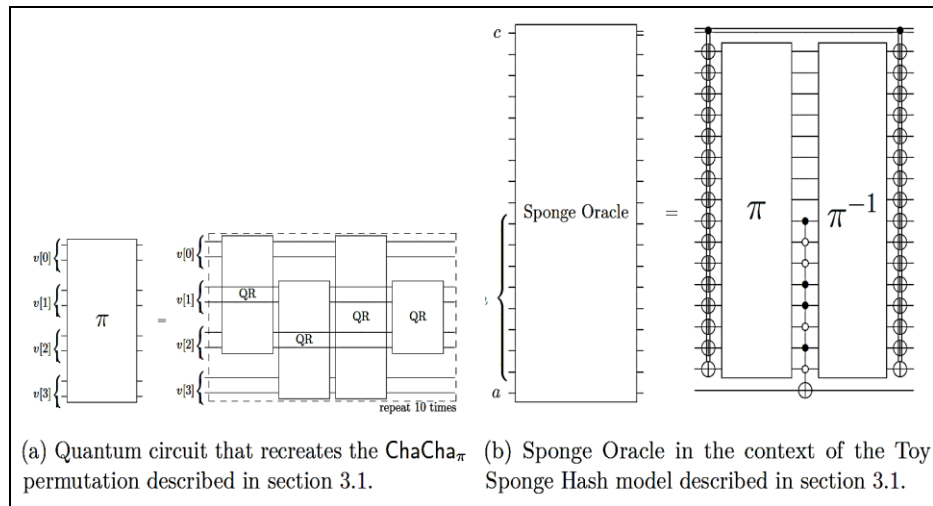 v[0]
v[1]
v[2]
v[3]
π
=
v[0]
v[1]
v[2]
v[3]
QR
QR
QR
QR
repeat 10 times
c
Sponge Oracle
a
=
π
π⁻¹
(a) Quantum circuit that recreates the ChaChaπ
permutation described in section 3.1.
(b) Sponge Oracle in the context of the Toy
Sponge Hash model described in section 3.1.